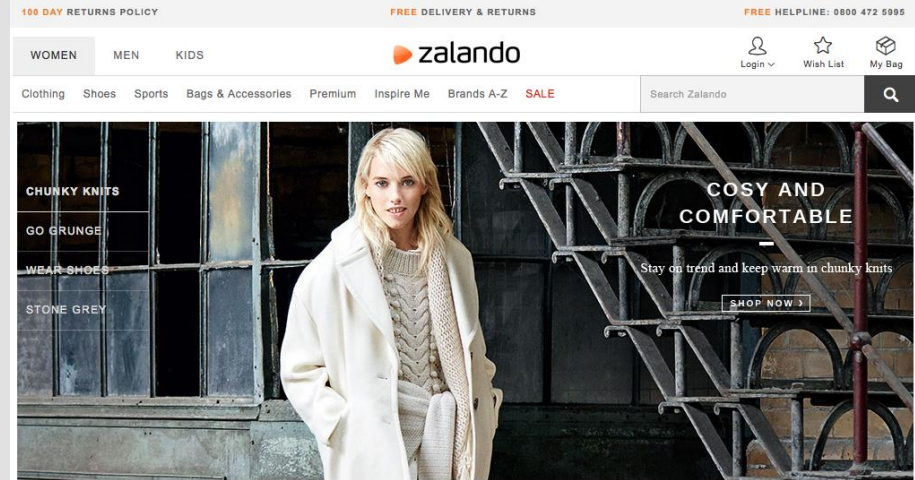 100 DAY RETURNS POLICY
FREE DELIVERY & RETURNS
FREE HELPLINE: 0800 472 5995
WOMEN
MEN
KIDS
zalando
Login
Wish List
My Bag
Clothing
Shoes
Sports
Bags & Accessories
Premium
Inspire Me
Brands A-Z
SALE
Search Zalando
CHUNKY KNITS
GO GRUNGE
WEAR SHOES
STONE GREY
COSY AND
COMFORTABLE
Stay on trend and keep warm in chunky knits
SHOP NOW